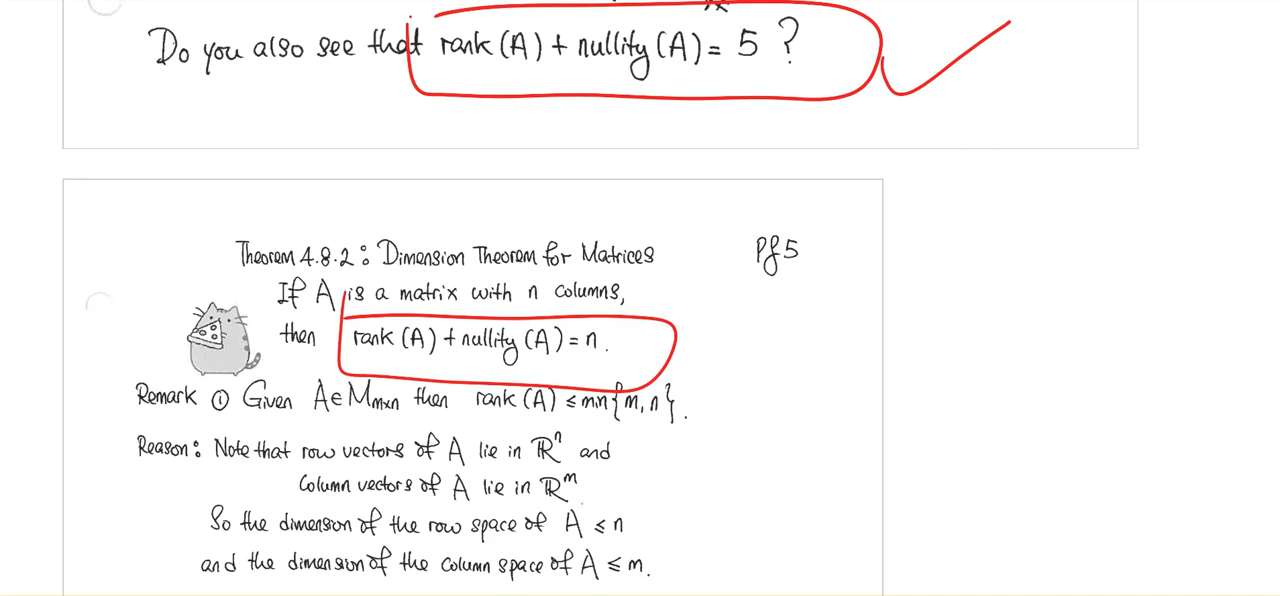 Do you also see that rank(A) + nullity(A) = 5 ?
Theorem 4.8.2: Dimension Theorem for Matrices
Pg 5
If A is a matrix with n columns,
then rank(A) + nullity(A) = n.
Remark ① Given A ∈ Mmxn then rank(A) ≤ min{m, n}.
Reason: Note that row vectors of A lie in ℝⁿ and
Column vectors of A lie in ℝᵐ
So the dimension of the row space of A ≤ n
and the dimension of the column space of A ≤ m.